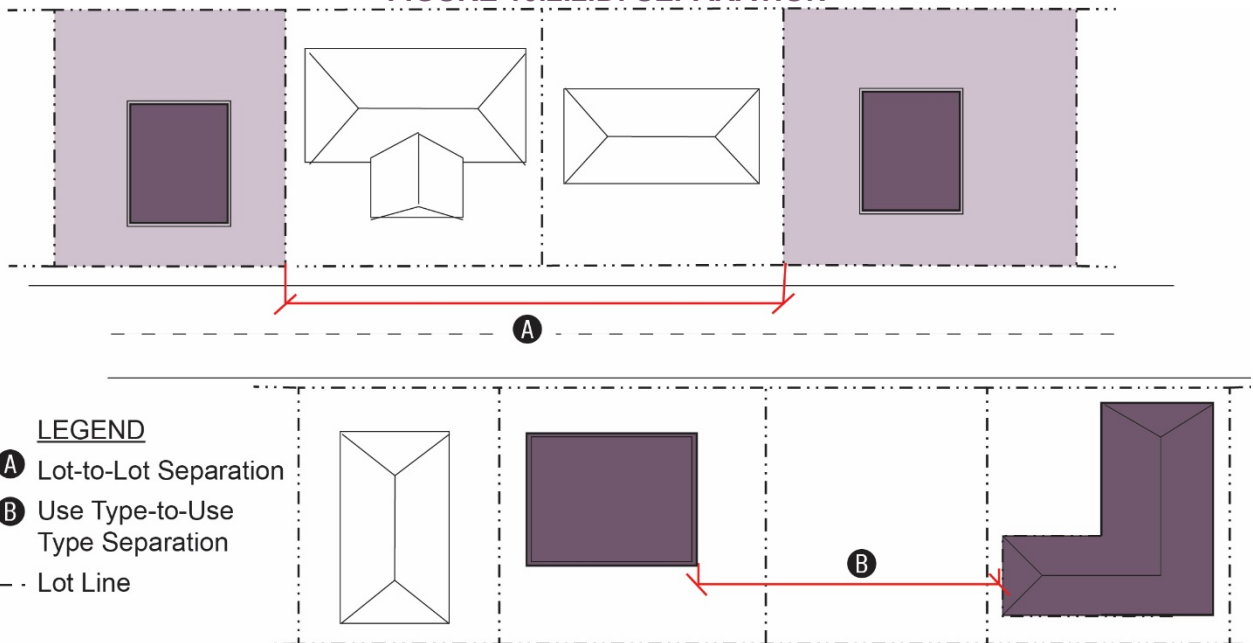 A
LEGEND
A Lot-to-Lot Separation
B Use Type-to-Use
Type Separation
Lot Line
B